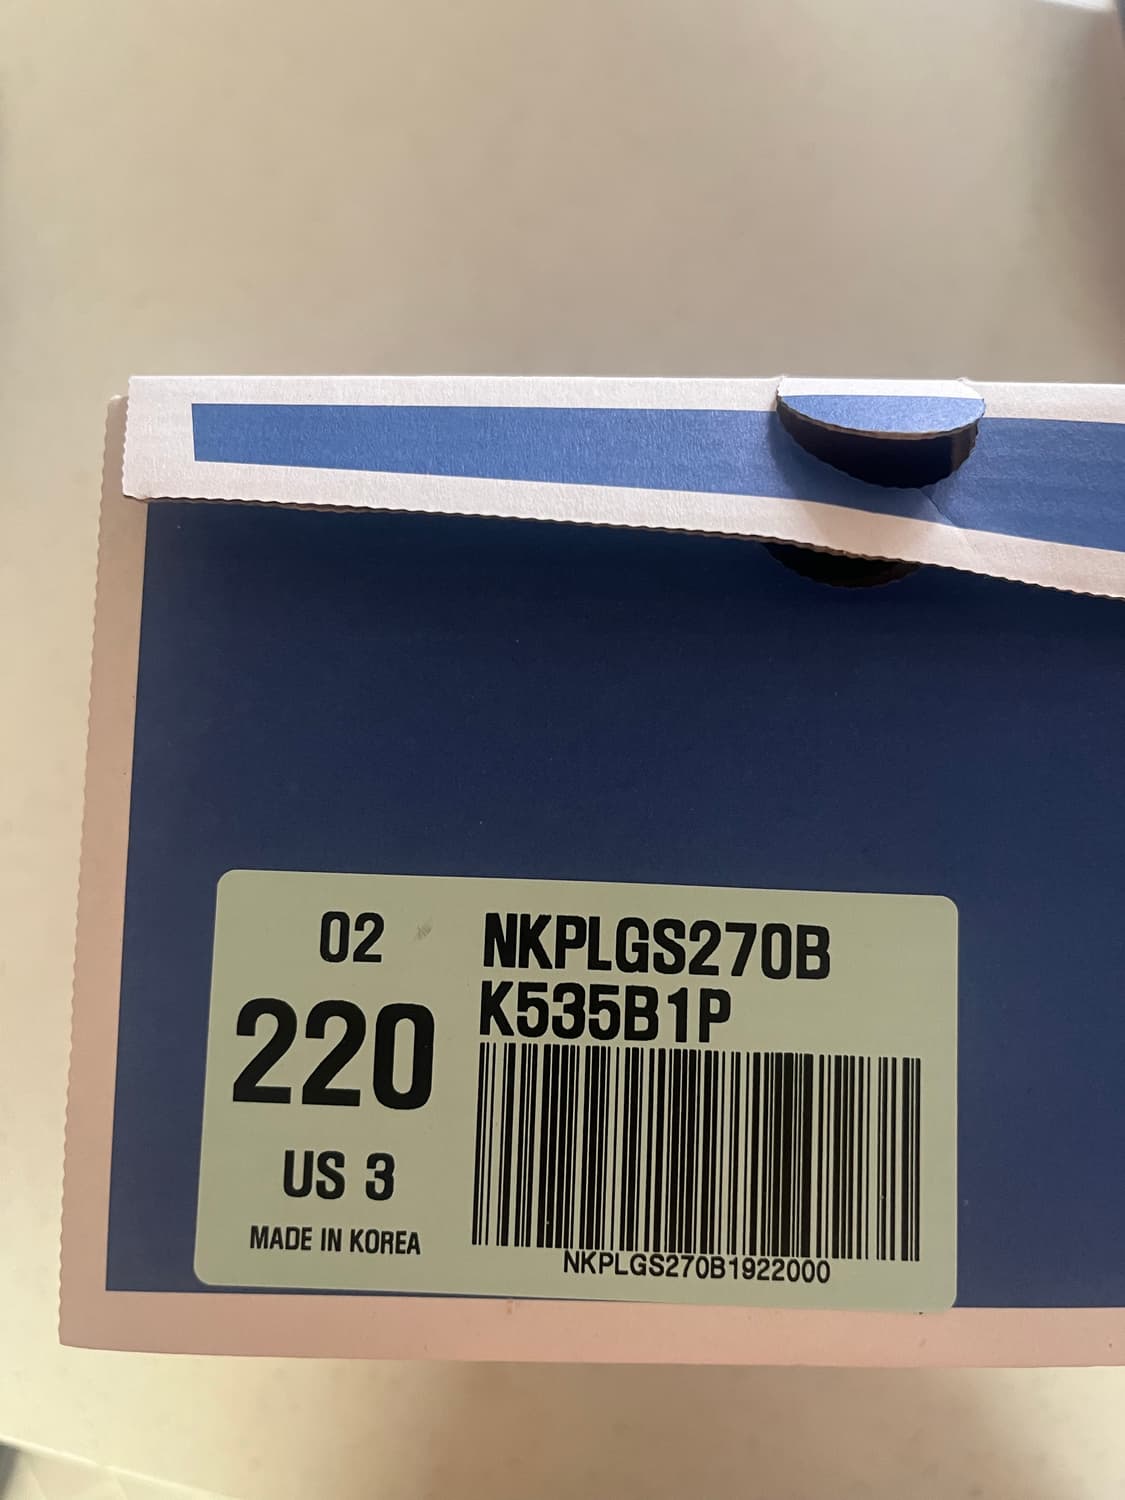 02
220
US 3
MADE IN KOREA
NKPLGS270B
K535B1P
NKPLGS270B1922000